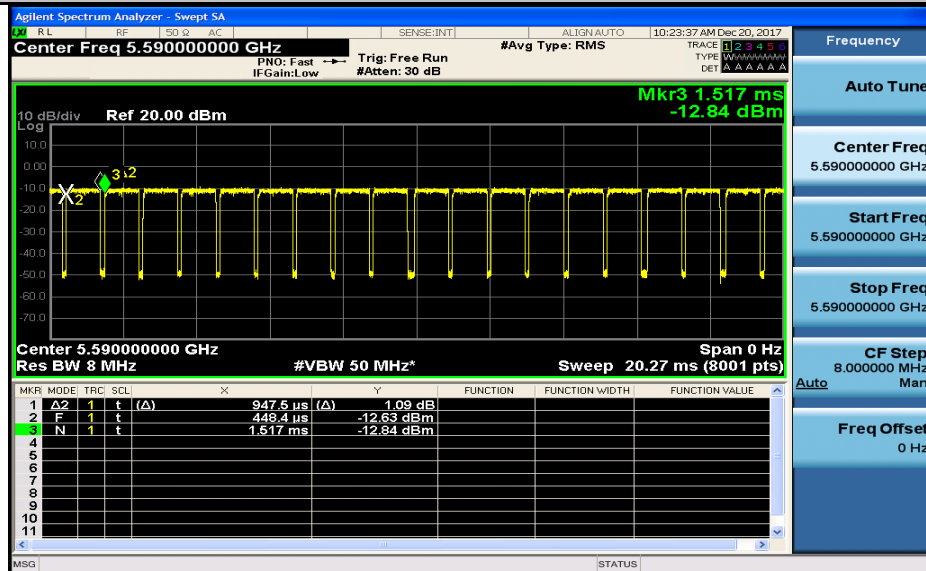 Agilent Spectrum Analyzer - Swept SA
LXI RL RF 50 Ω AC SENSE:INT ALIGN AUTO 10:23:37 AM Dec 20, 2017
Center Freq 5.590000000 GHz #Avg Type: RMS TRACE 1 2 3 4 5 6
PNO: Fast Trig: Free Run TYPE WWWWWW
IFGain:Low #Atten: 30 dB DET A A A A A A
Mkr3 1.517 ms
10 dB/div Ref 20.00 dBm -12.84 dBm
Log
10.0
0.00
3 Δ2
-10.0
X2
-20.0
-30.0
-40.0
-50.0
-60.0
-70.0
Center 5.590000000 GHz Span 0 Hz
Res BW 8 MHz #VBW 50 MHz* Sweep 20.27 ms (8001 pts)
MKR MODE TRC SCL X Y FUNCTION FUNCTION WIDTH FUNCTION VALUE
1 Δ2 1 t (Δ) 947.5 µs (Δ) 1.09 dB
2 F 1 t 448.4 µs -12.63 dBm
3 N 1 t 1.517 ms -12.84 dBm
4
5
6
7
8
9
10
11
MSG STATUS
Frequency
Auto Tune
Center Freq
5.590000000 GHz
Start Freq
5.590000000 GHz
Stop Freq
5.590000000 GHz
CF Step
8.000000 MHz
Auto Man
Freq Offset
0 Hz